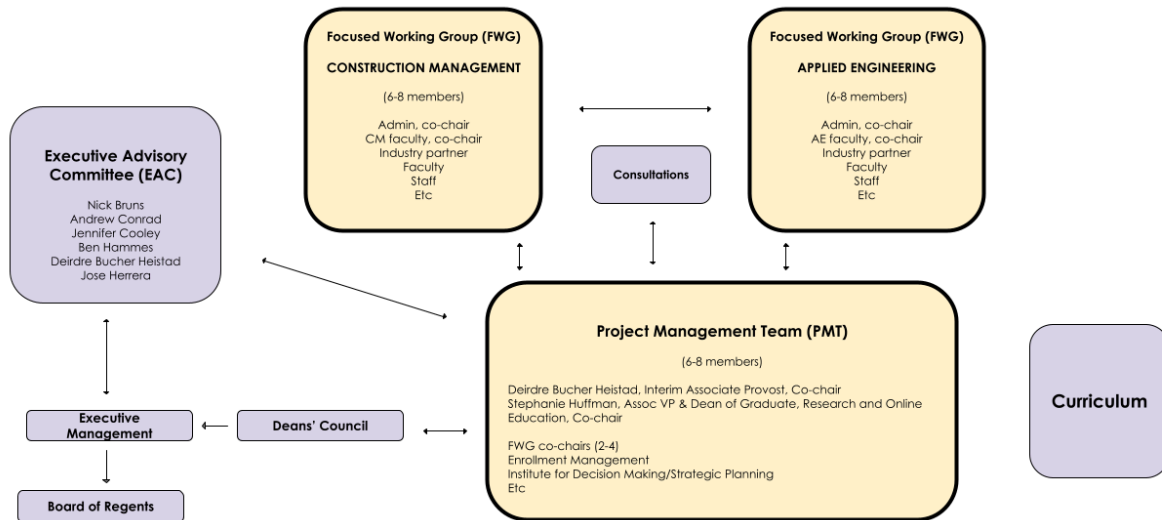 Focused Working Group (FWG)
CONSTRUCTION MANAGEMENT
(6-8 members)
Admin, co-chair
CM faculty, co-chair
Industry partner
Faculty
Staff
Etc
Focused Working Group (FWG)
APPLIED ENGINEERING
(6-8 members)
Admin, co-chair
AE faculty, co-chair
Industry partner
Faculty
Staff
Etc
Executive Advisory
Committee (EAC)
Nick Bruns
Andrew Conrad
Jennifer Cooley
Ben Hammes
Deirdre Bucher Heistad
Jose Herrera
Consultations
Project Management Team (PMT)
(6-8 members)
Deirdre Bucher Heistad, Interim Associate Provost, Co-chair
Stephanie Huffman, Assoc VP & Dean of Graduate, Research and Online
Education, Co-chair
FWG co-chairs (2-4)
Enrollment Management
Institute for Decision Making/Strategic Planning
Etc
Curriculum
Executive
Management
Deans' Council
Board of Regents